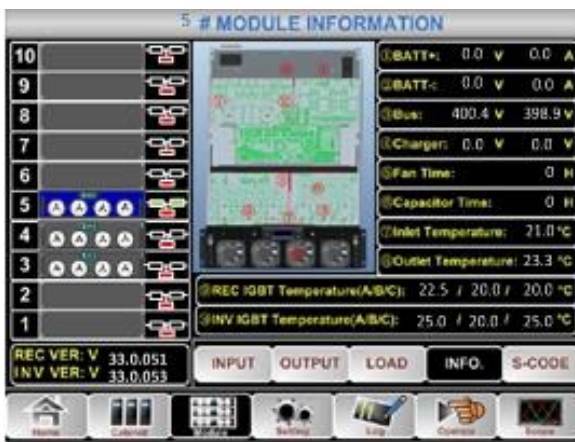 5 # MODULE INFORMATION
10
9
8
7
6
5
4
3
2
1
①BATT+: 0.0 V 0.0 A
②BATT-: 0.0 V 0.0 A
③Bus: 400.4 V 398.9 V
④Charger: 0.0 V 0.0 V
⑤Fan Time: 0 H
⑥Capacitor Time: 0 H
⑦Inlet Temperature: 21.0 °C
⑧Outlet Temperature: 23.3 °C
⑨REC IGBT Temperature(A/B/C): 22.5 / 20.0 / 20.0 °C
⑩INV IGBT Temperature(A/B/C): 25.0 / 20.0 / 25.0 °C
REC VER: V 33.0.051
INV VER: V 33.0.053
INPUT OUTPUT LOAD INFO. S-CODE
Home Cabinet Module Setting Log Operate Scope